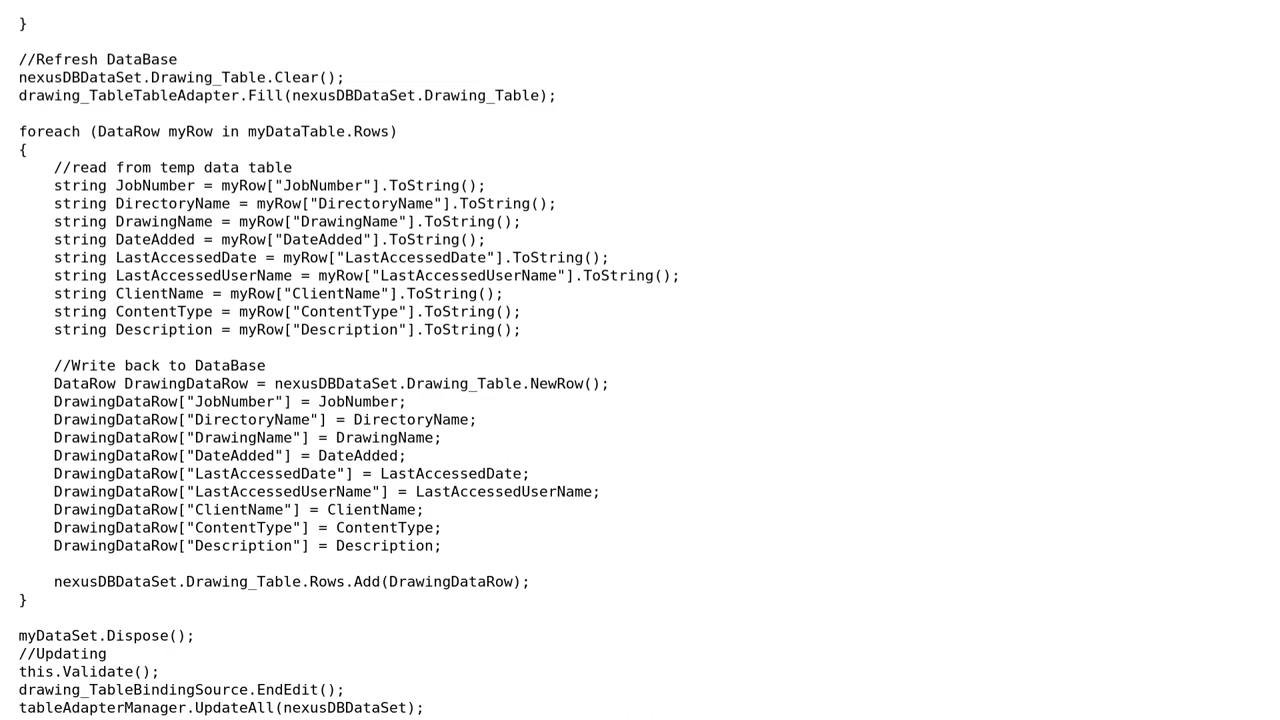 }
//Refresh DataBase
nexusDBDataSet.Drawing_Table.Clear();
drawing_TableTableAdapter.Fill(nexusDBDataSet.Drawing_Table);
foreach (DataRow myRow in myDataTable.Rows)
{
    //read from temp data table
    string JobNumber = myRow["JobNumber"].ToString();
    string DirectoryName = myRow["DirectoryName"].ToString();
    string DrawingName = myRow["DrawingName"].ToString();
    string DateAdded = myRow["DateAdded"].ToString();
    string LastAccessedDate = myRow["LastAccessedDate"].ToString();
    string LastAccessedUserName = myRow["LastAccessedUserName"].ToString();
    string ClientName = myRow["ClientName"].ToString();
    string ContentType = myRow["ContentType"].ToString();
    string Description = myRow["Description"].ToString();
    //Write back to DataBase
    DataRow DrawingDataRow = nexusDBDataSet.Drawing_Table.NewRow();
    DrawingDataRow["JobNumber"] = JobNumber;
    DrawingDataRow["DirectoryName"] = DirectoryName;
    DrawingDataRow["DrawingName"] = DrawingName;
    DrawingDataRow["DateAdded"] = DateAdded;
    DrawingDataRow["LastAccessedDate"] = LastAccessedDate;
    DrawingDataRow["LastAccessedUserName"] = LastAccessedUserName;
    DrawingDataRow["ClientName"] = ClientName;
    DrawingDataRow["ContentType"] = ContentType;
    DrawingDataRow["Description"] = Description;
    nexusDBDataSet.Drawing_Table.Rows.Add(DrawingDataRow);
}
myDataSet.Dispose();
//Updating
this.Validate();
drawing_TableBindingSource.EndEdit();
tableAdapterManager.UpdateAll(nexusDBDataSet);